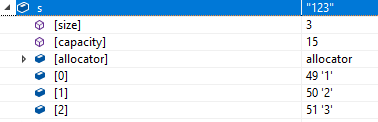 s "123"
[size] 3
[capacity] 15
[allocator] allocator
[0] 49 '1'
[1] 50 '2'
[2] 51 '3'